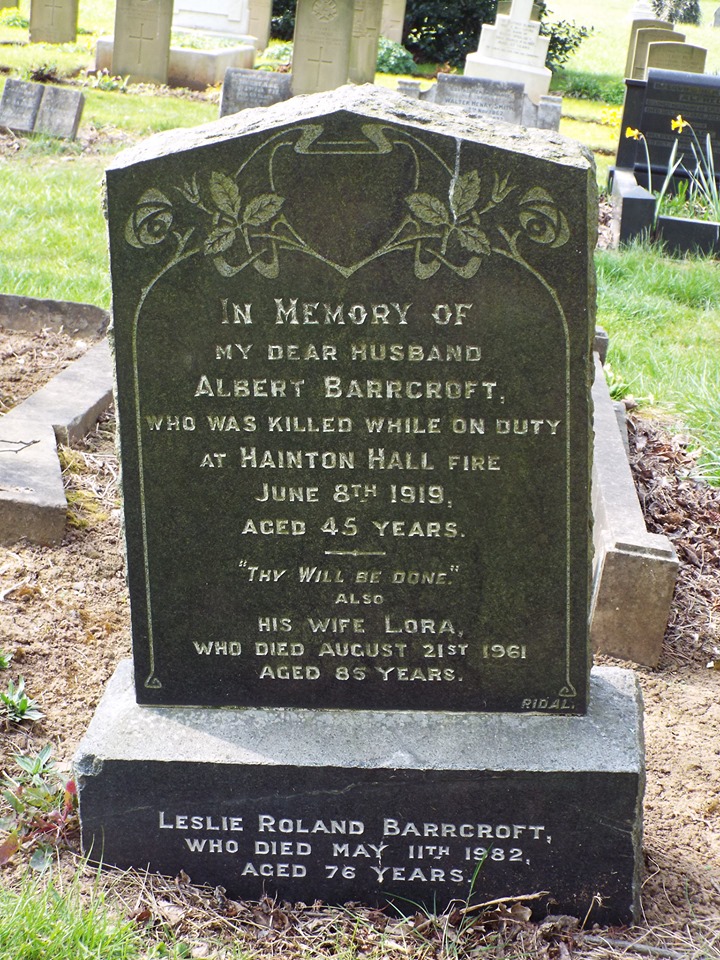 IN MEMORY OF
MY DEAR HUSBAND
ALBERT BARRCROFT,
WHO WAS KILLED WHILE ON DUTY
AT HAINTON HALL FIRE
JUNE 8TH 1919,
AGED 45 YEARS.
"THY WILL BE DONE."
ALSO
HIS WIFE LORA,
WHO DIED AUGUST 21ST 1961
AGED 85 YEARS.
RIDAL.
LESLIE ROLAND BARRCROFT,
WHO DIED MAY 11TH 1982,
AGED 76 YEARS.